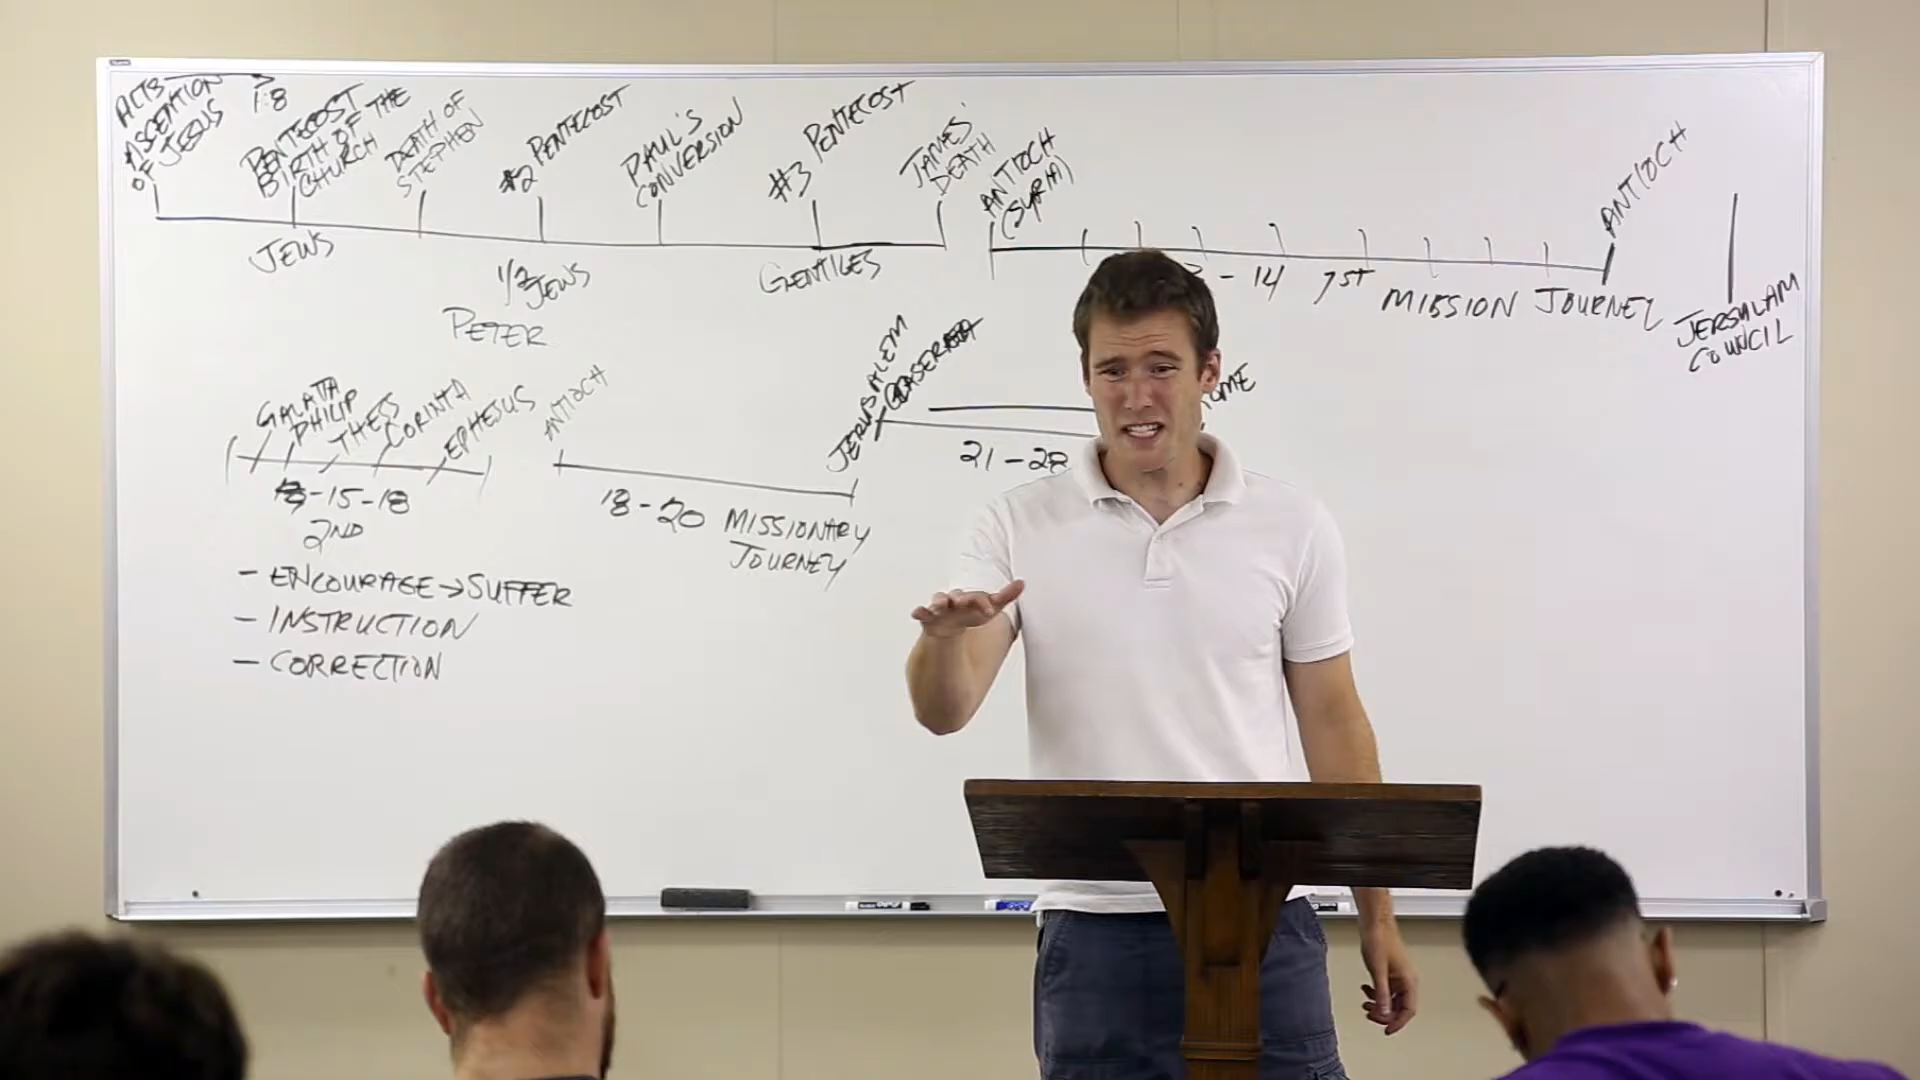 ACTS
1:8
ASCENTION
OF JESUS
PENTECOST
BIRTH OF THE
CHURCH
DEATH OF
STEPHEN
#2 PENTECOST
PAUL'S
CONVERSION
#3 PENTECOST
JAMES'
DEATH
ANTIOCH
(SYRIA)
ANTIOCH
JEWS
1/2 JEWS
GENTILES
- 14 1ST MISSION JOURNEY
JERSULAM
COUNCIL
PETER
GALATIA
PHILIP
THESS
CORINTH
EPHESUS
ANTIOCH
JERUSALEM
-15-18
2ND
18-20 MISSIONARY
JOURNEY
21-28
- ENCOURAGE → SUFFER
- INSTRUCTION
- CORRECTION